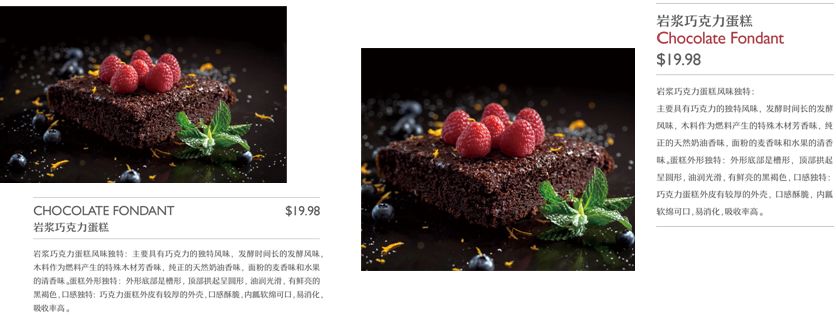 CHOCOLATE FONDANT
$19.98
岩浆巧克力蛋糕
岩浆巧克力蛋糕风味独特：主要具有巧克力的独特风味，发酵时间长的发酵风味，
木料作为燃料产生的特殊木材芳香味，纯正的天然奶油香味，面粉的麦香味和水果
的清香味。蛋糕外形独特：外形底部是槽形，顶部拱起呈圆形，油润光滑，有鲜亮的
黑褐色，口感独特：巧克力蛋糕外皮有较厚的外壳，口感酥脆，内瓤软绵可口，易消化，
吸收率高。
岩浆巧克力蛋糕
Chocolate Fondant
$19.98
岩浆巧克力蛋糕风味独特：
主要具有巧克力的独特风味，发酵时间长的发酵
风味，木料作为燃料产生的特殊木材芳香味，纯
正的天然奶油香味，面粉的麦香味和水果的清香
味。蛋糕外形独特：外形底部是槽形，顶部拱起
呈圆形，油润光滑，有鲜亮的黑褐色，口感独特：
巧克力蛋糕外皮有较厚的外壳，口感酥脆，内瓤
软绵可口，易消化，吸收率高。